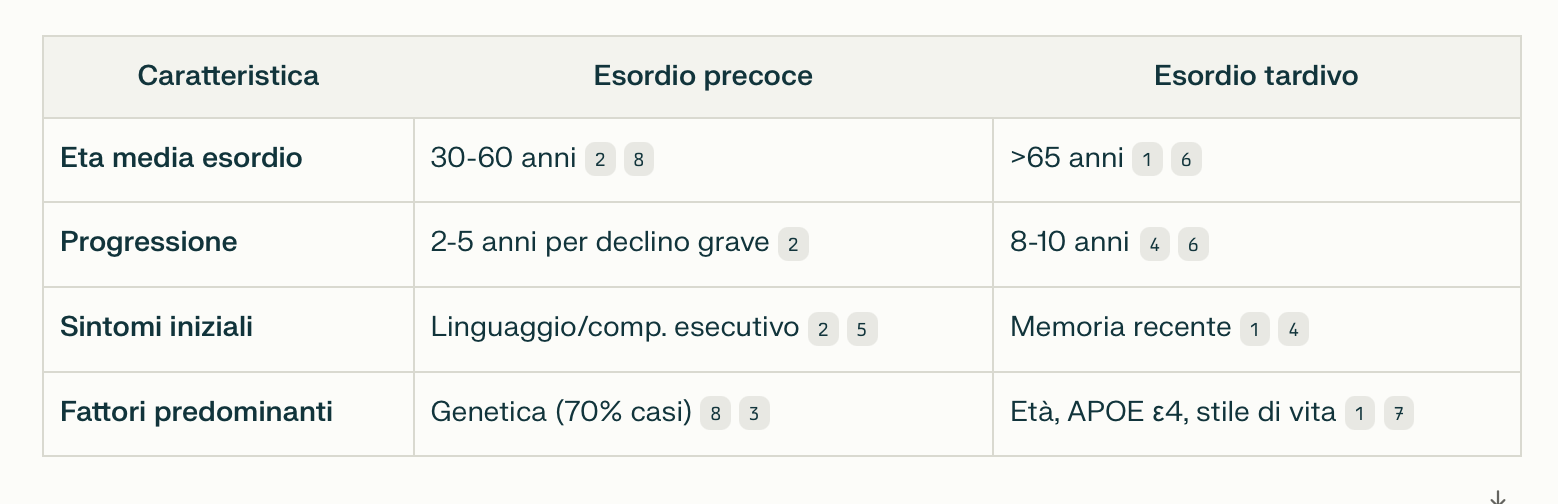 Caratteristica Esordio precoce Esordio tardivo
Eta media esordio 30-60 anni 2 8 >65 anni 1 6
Progressione 2-5 anni per declino grave 2 8-10 anni 4 6
Sintomi iniziali Linguaggio/comp. esecutivo 2 5 Memoria recente 1 4
Fattori predominanti Genetica (70% casi) 8 3 Età, APOE ε4, stile di vita 1 7